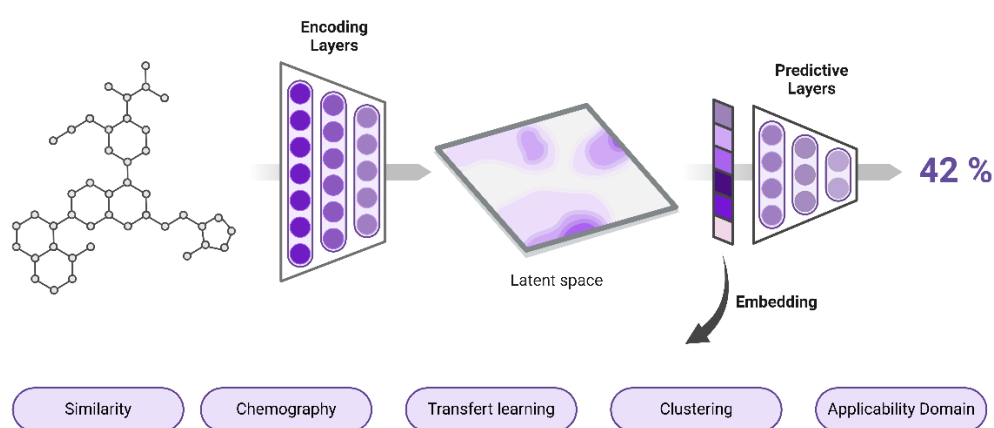 Encoding
Layers
Predictive
Layers
42 %
Latent space
Embedding
Similarity
Chemography
Transfert learning
Clustering
Applicability Domain